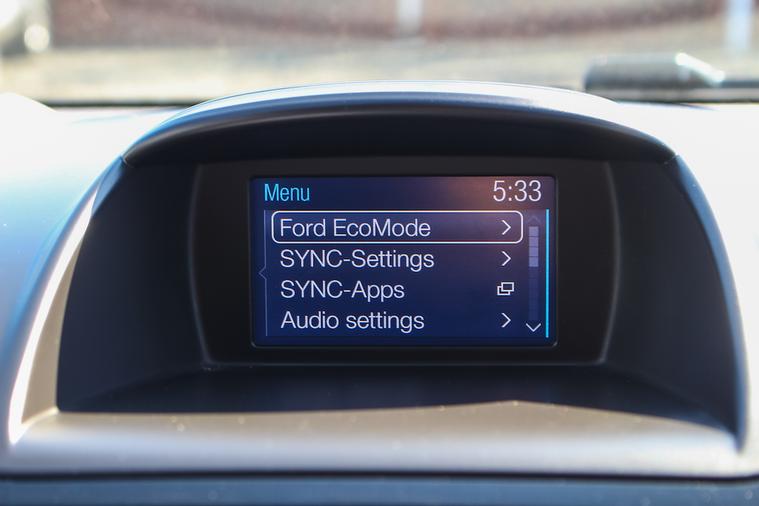 Menu 5:33
Ford EcoMode
SYNC-Settings
SYNC-Apps
Audio settings